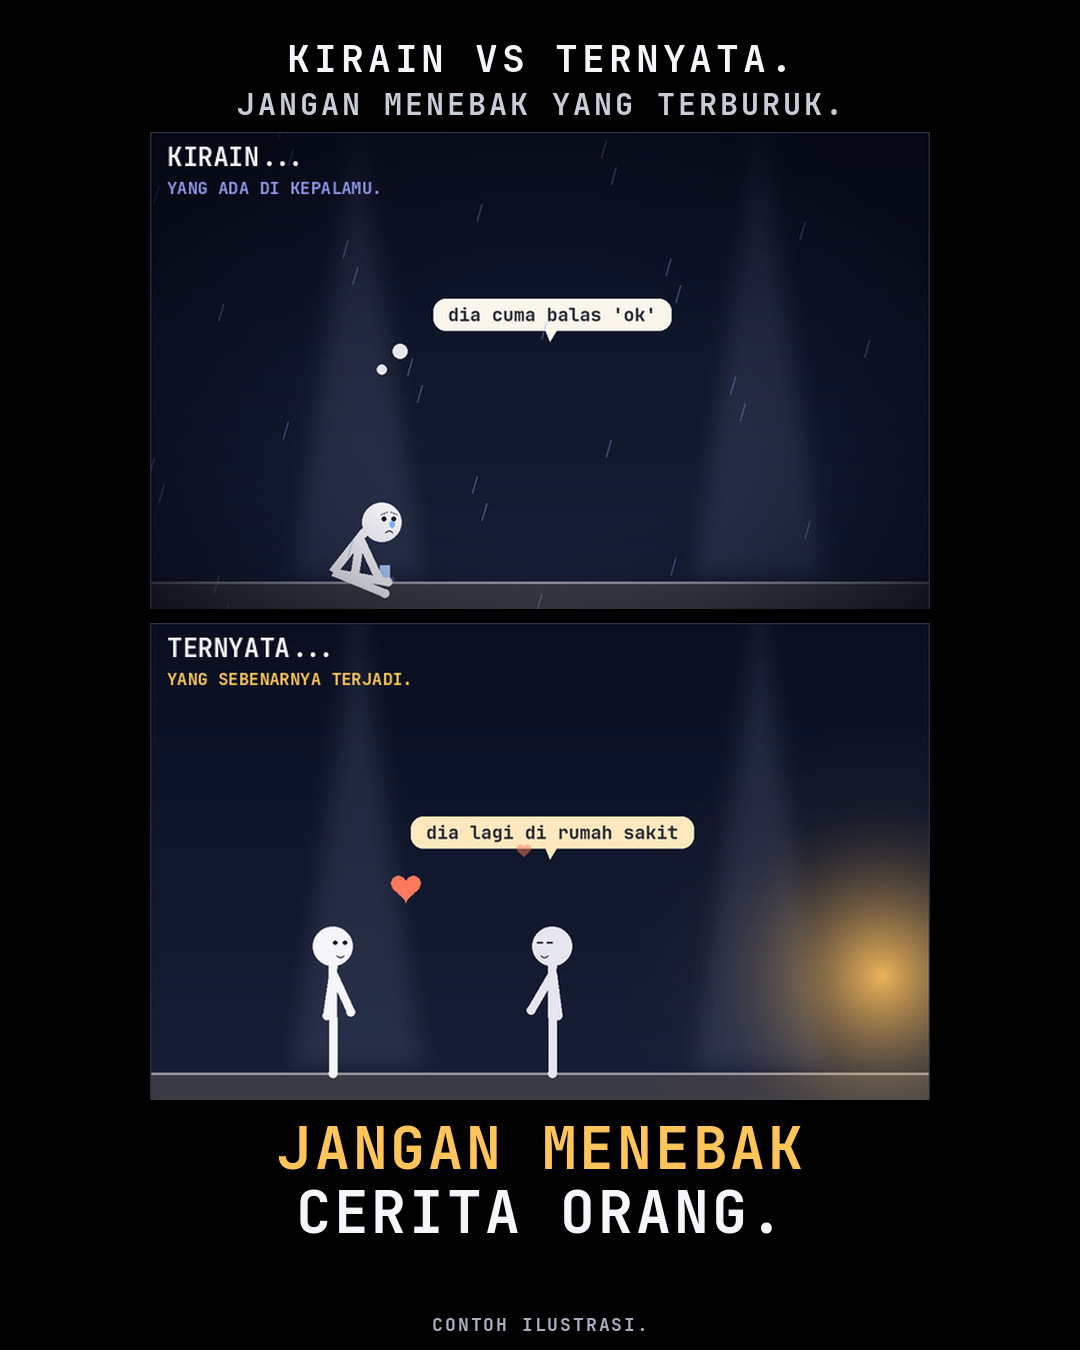 KIRAIN VS TERNYATA.
JANGAN MENEBAK YANG TERBURUK.
KIRAIN...
YANG ADA DI KEPALAMU.
dia cuma balas 'ok'
TERNYATA...
YANG SEBENARNYA TERJADI.
dia lagi di rumah sakit
JANGAN MENEBAK
CERITA ORANG.
CONTOH ILUSTRASI.